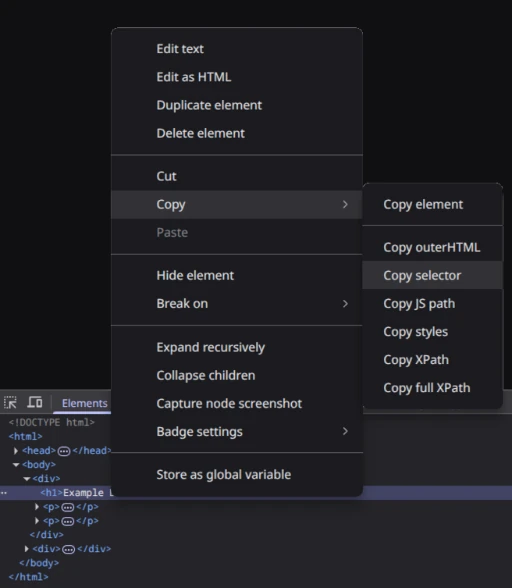 Edit text
Edit as HTML
Duplicate element
Delete element
Cut
Copy
Paste
Hide element
Break on
Expand recursively
Collapse children
Capture node screenshot
Badge settings
Store as global variable
Copy element
Copy outerHTML
Copy selector
Copy JS path
Copy styles
Copy XPath
Copy full XPath
Elements
<!DOCTYPE html>
<html>
<head>…</head>
<body>
<div>
<h1>Example
<p>…</p>
<p>…</p>
</div>
<div>…</div>
</body>
</html>